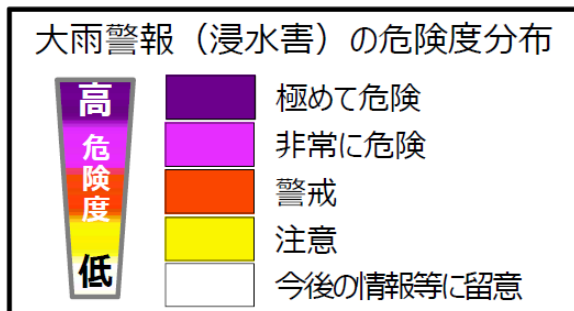 大雨警報（浸水害）の危険度分布
高
危険度
低
極めて危険
非常に危険
警戒
注意
今後の情報等に留意